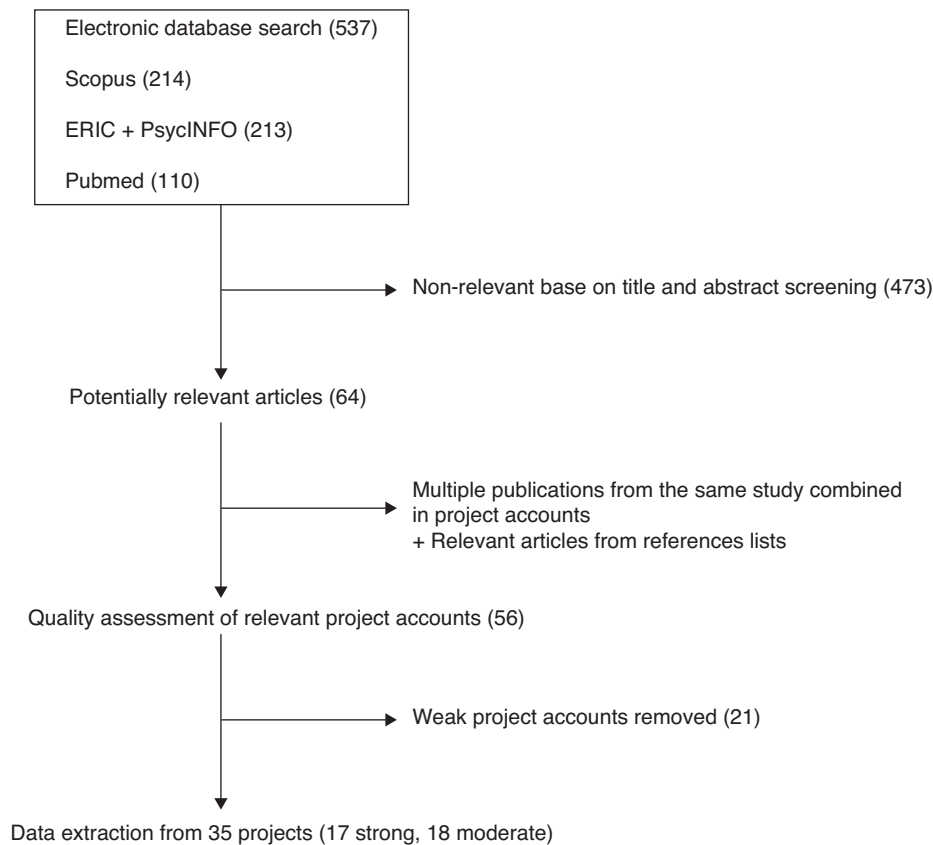 Electronic database search (537)
Scopus (214)
ERIC + PsycINFO (213)
Pubmed (110)
Non-relevant base on title and abstract screening (473)
Potentially relevant articles (64)
Multiple publications from the same study combined
in project accounts
+ Relevant articles from references lists
Quality assessment of relevant project accounts (56)
Weak project accounts removed (21)
Data extraction from 35 projects (17 strong, 18 moderate)